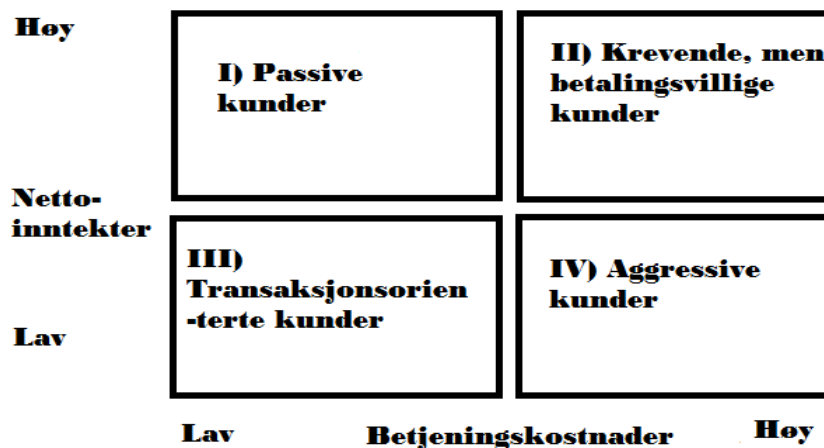 Høy
I) Passive
kunder
II) Krevende, men
betalingsvillige
kunder
Netto-
inntekter
III)
Transaksjonsorien
-terte kunder
IV) Aggressive
kunder
Lav
Lav
Betjeningskostnader
Høy